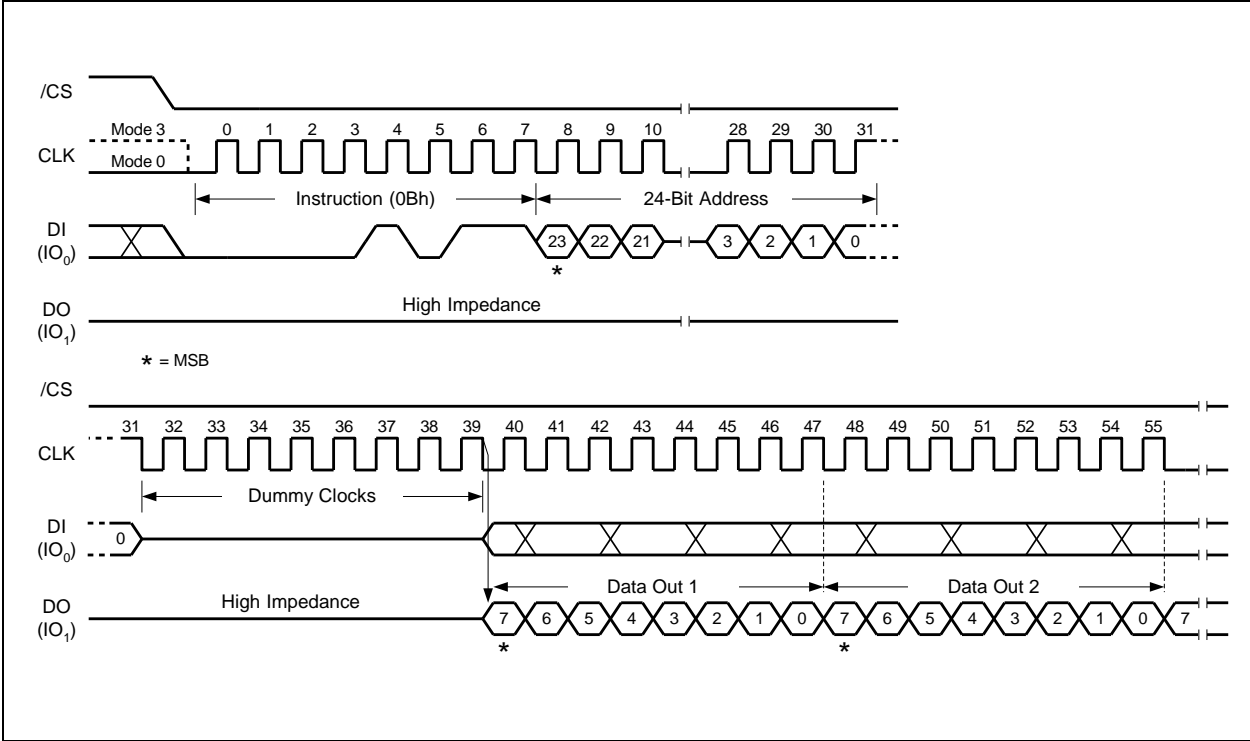 /CS
Mode 3 0 1 2 3 4 5 6 7 8 9 10 28 29 30 31
CLK
Mode 0
Instruction (0Bh) 24-Bit Address
DI
(IO0)
23 22 21 3 2 1 0
*
DO
(IO1)
High Impedance
* = MSB
/CS
31 32 33 34 35 36 37 38 39 40 41 42 43 44 45 46 47 48 49 50 51 52 53 54 55
CLK
Dummy Clocks
DI
(IO0)
0
Data Out 1 Data Out 2
DO
(IO1)
High Impedance
7 6 5 4 3 2 1 0 7 6 5 4 3 2 1 0 7
* *